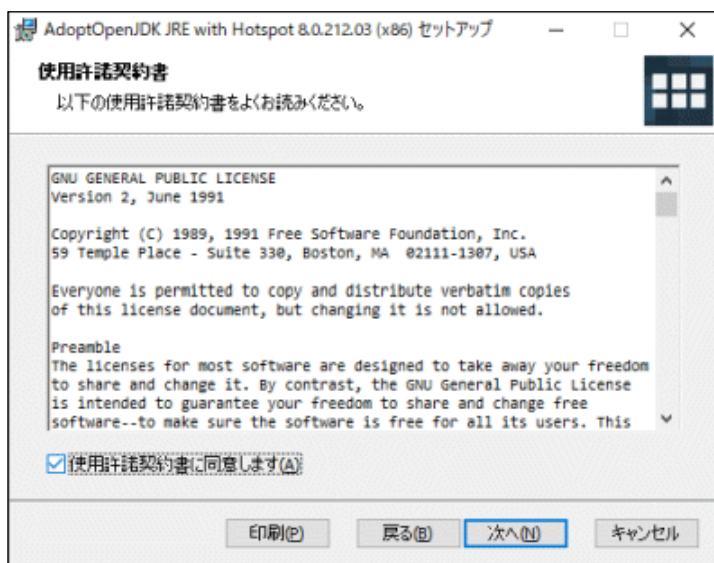 AdoptOpenJDK JRE with Hotspot 8.0.212.03 (x86) セットアップ
使用許諾契約書
以下の使用許諾契約書をよくお読みください。
GNU GENERAL PUBLIC LICENSE
Version 2, June 1991
Copyright (C) 1989, 1991 Free Software Foundation, Inc.
59 Temple Place - Suite 330, Boston, MA  02111-1307, USA
Everyone is permitted to copy and distribute verbatim copies
of this license document, but changing it is not allowed.
Preamble
The licenses for most software are designed to take away your freedom
to share and change it. By contrast, the GNU General Public License
is intended to guarantee your freedom to share and change free
software--to make sure the software is free for all its users. This
使用許諾契約書に同意します(A)
印刷(P) 戻る(B) 次へ(N) キャンセル